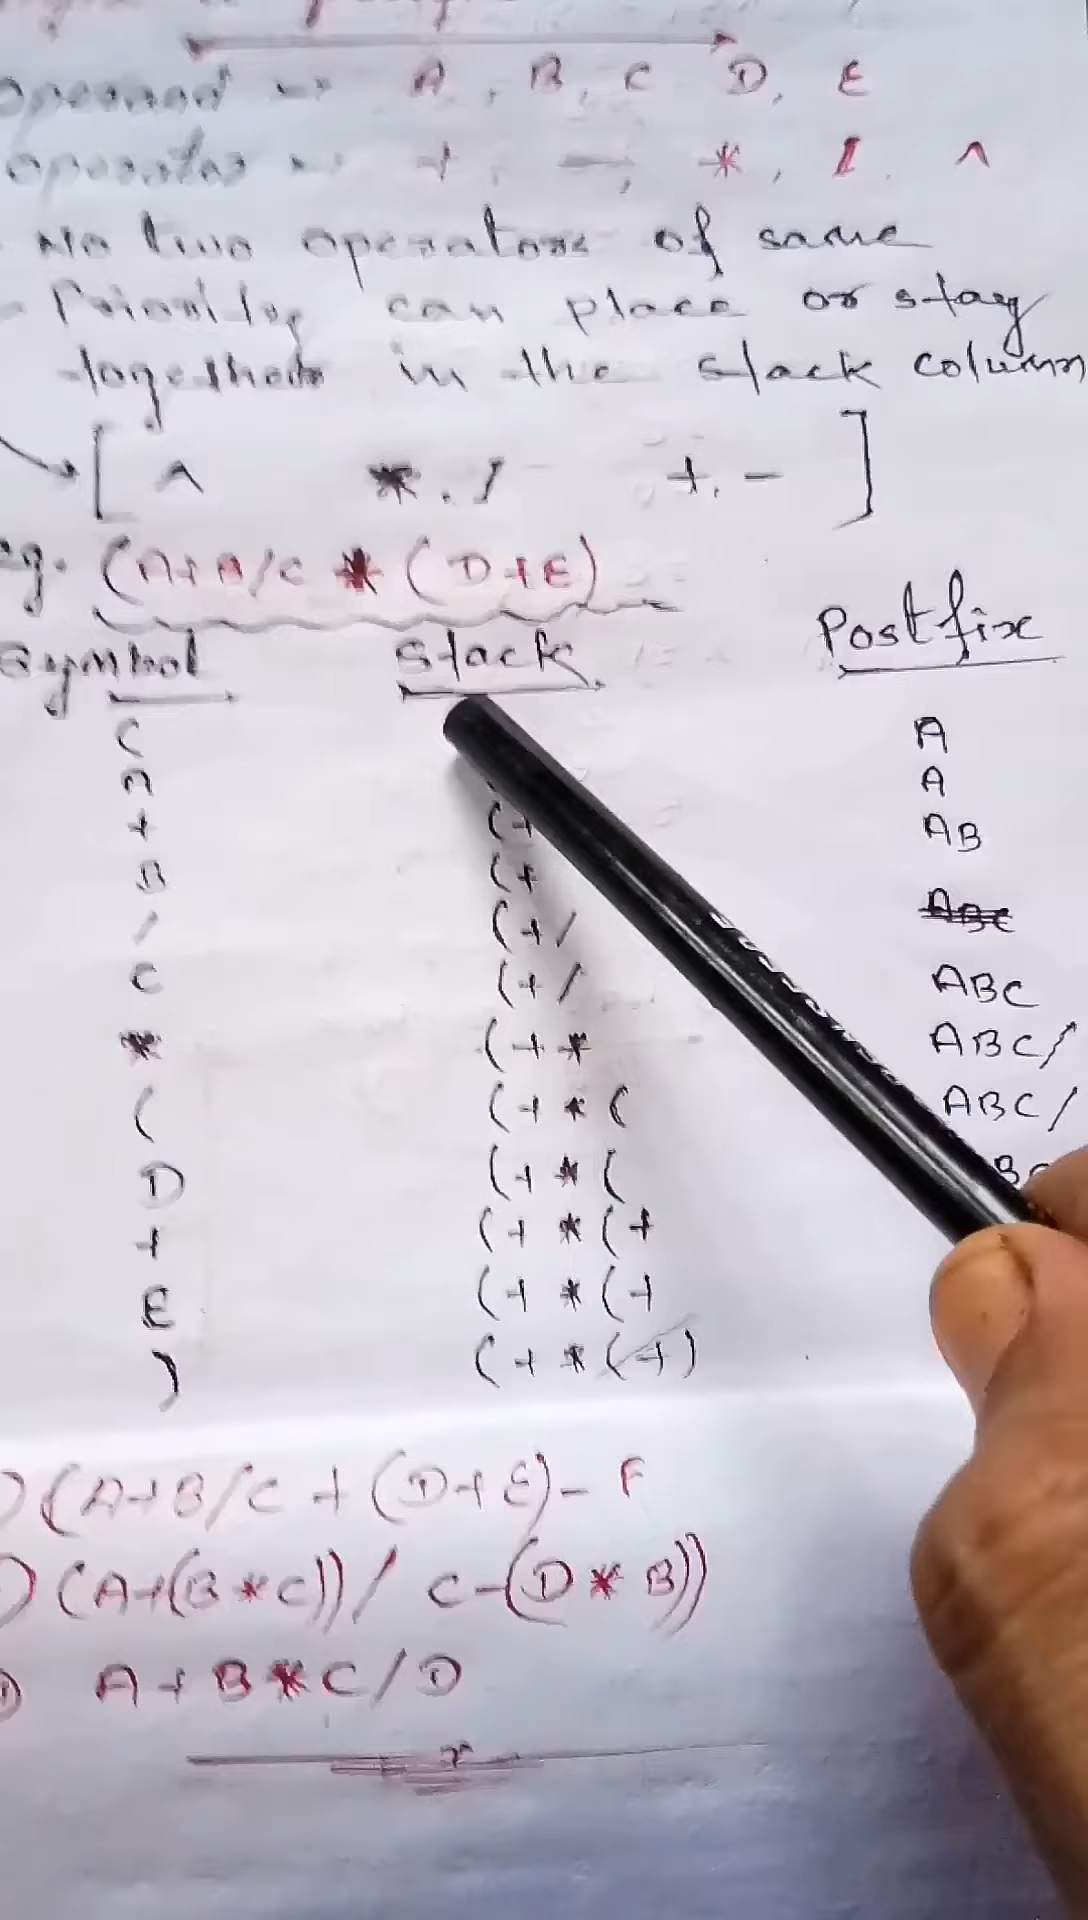 operand → A, B, C D, E
operator → +, -, *, /, ^
No two operators of same
- Priority can place or stay
together in the stack column
[ ^ *, / +, - ]
eg. (A+B/C * (D+E)
Symbol Stack Postfix
( A
A A
+ (+ AB
B (+ ABC
/ (+/
C (+/ ABC
* (+* ABC/
( (+*( ABC/
D (+*(
+ (+*(+
E (+*(+
) (+*(+)
) (A+B/C + (D+E)- F
) (A+(B*C))/ C-(D*B))
A+B*C/D
x